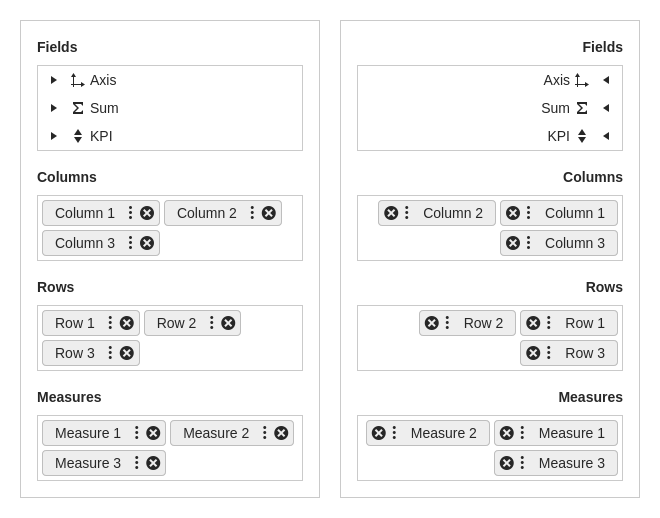 Fields
Axis
Sum
KPI
Columns
Column 1 Column 2
Column 3
Rows
Row 1 Row 2
Row 3
Measures
Measure 1 Measure 2
Measure 3
Fields
Axis
Sum
KPI
Columns
Column 2 Column 1
Column 3
Rows
Row 2 Row 1
Row 3
Measures
Measure 2 Measure 1
Measure 3